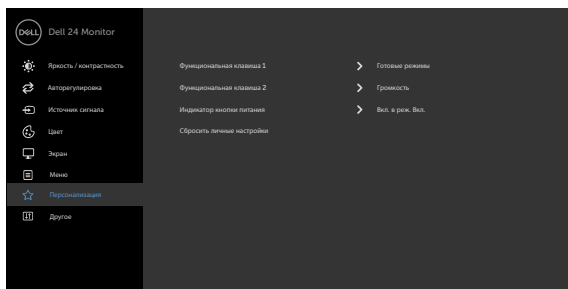 DELL Dell 24 Monitor
Яркость / контрастность Функциональная клавиша 1 Готовые режимы
Авторегулировка Функциональная клавиша 2 Громкость
Источник сигнала Индикатор кнопки питания Вкл. в реж. Вкл.
Цвет Сбросить личные настройки
Экран
Меню
Персонализация
Другое